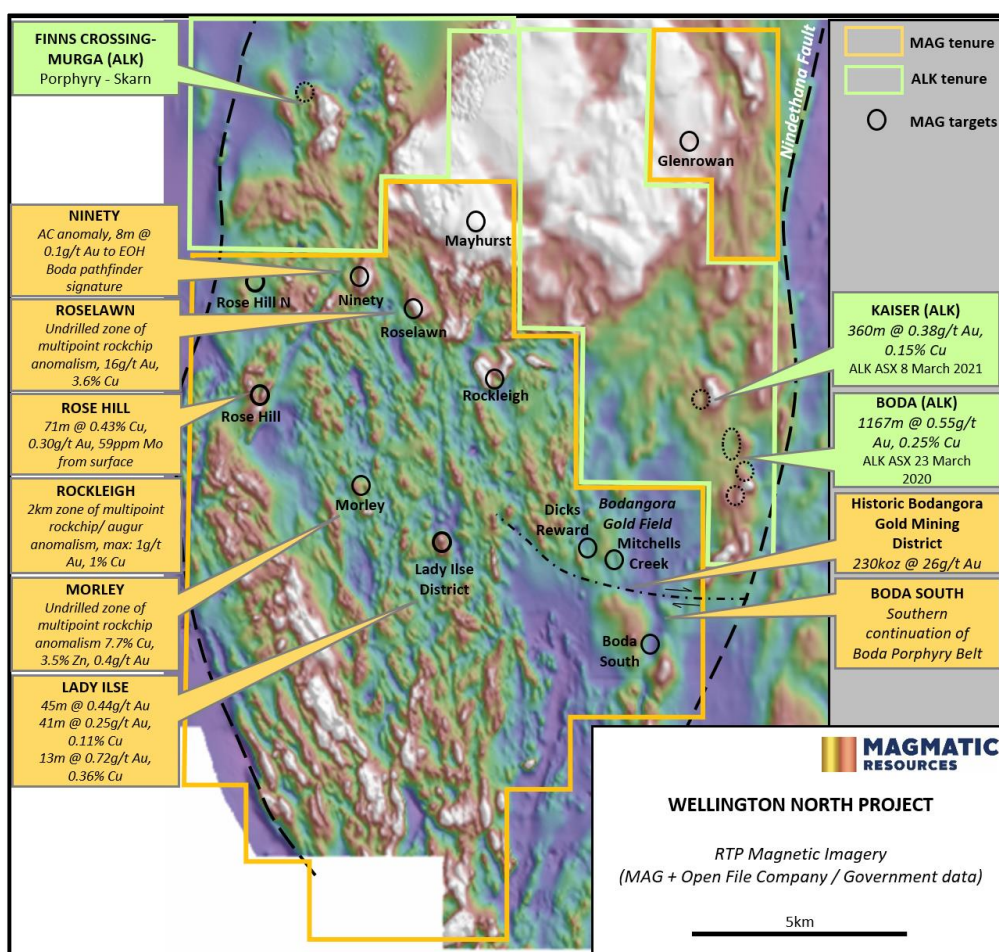 FINNS CROSSING-
MURGA (ALK)
Porphyry - Skarn
NINETY
AC anomaly, 8m @
0.1g/t Au to EOH
Boda pathfinder
signature
ROSELAWN
Undrilled zone of
multipoint rockchip
anomalism, 16g/t Au,
3.6% Cu
ROSE HILL
71m @ 0.43% Cu,
0.30g/t Au, 59ppm Mo
from surface
ROCKLEIGH
2km zone of multipoint
rockchip/ augur
anomalism, max: 1g/t
Au, 1% Cu
MORLEY
Undrilled zone of
multipoint rockchip
anomalism 7.7% Cu,
3.5% Zn, 0.4g/t Au
LADY ILSE
45m @ 0.44g/t Au
41m @ 0.25g/t Au,
0.11% Cu
13m @ 0.72g/t Au,
0.36% Cu
Glenrowan
Mayhurst
Rose Hill N
Ninety
Roselawn
Rockleigh
Rose Hill
Morley
Lady Ilse
District
Dicks
Reward
Bodangora
Gold Field
Mitchells
Creek
Boda
South
Nindethana Fault
MAG tenure
ALK tenure
MAG targets
KAISER (ALK)
360m @ 0.38g/t Au,
0.15% Cu
ALK ASX 8 March 2021
BODA (ALK)
1167m @ 0.55g/t
Au, 0.25% Cu
ALK ASX 23 March
2020
Historic Bodangora
Gold Mining
District
230koz @ 26g/t Au
BODA SOUTH
Southern
continuation of
Boda Porphyry Belt
MAGMATIC
RESOURCES
WELLINGTON NORTH PROJECT
RTP Magnetic Imagery
(MAG + Open File Company / Government data)
5km